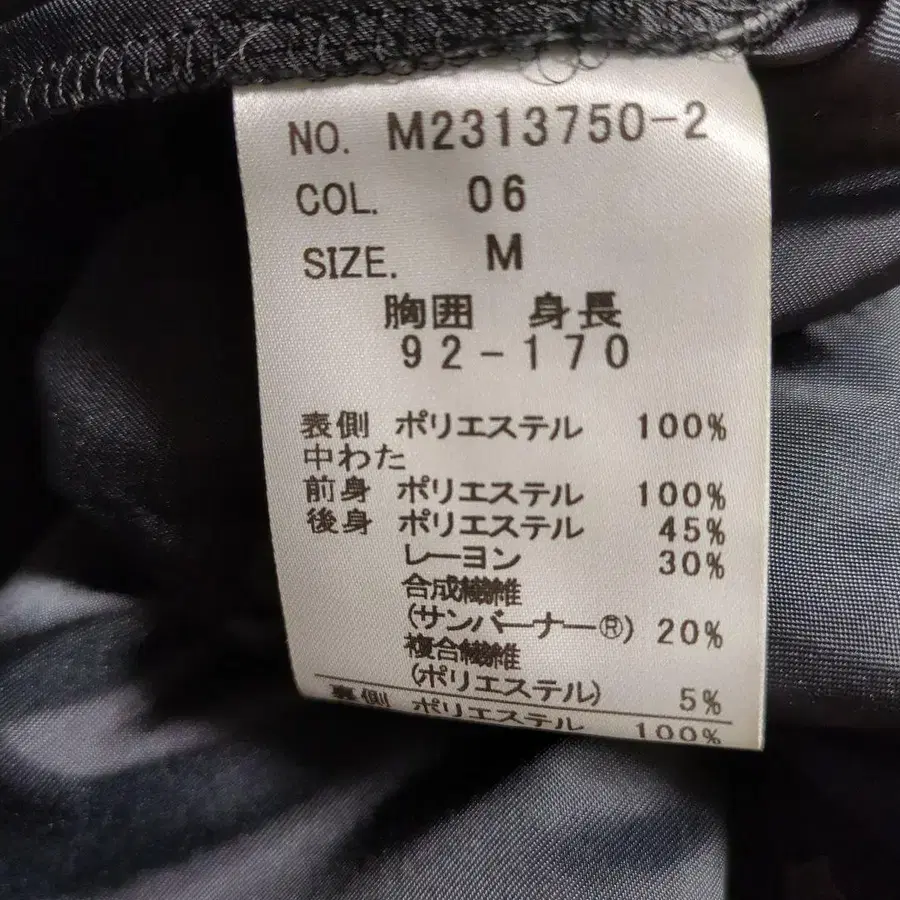 NO. M2313750-2
COL. 06
SIZE. M
胸囲 身長
92-170
表側 ポリエステル 100%
中わた
前身 ポリエステル 100%
後身 ポリエステル 45%
レーヨン 30%
合成繊維
(サンバーナー®) 20%
複合繊維
(ポリエステル) 5%
裏側 ポリエステル 100%